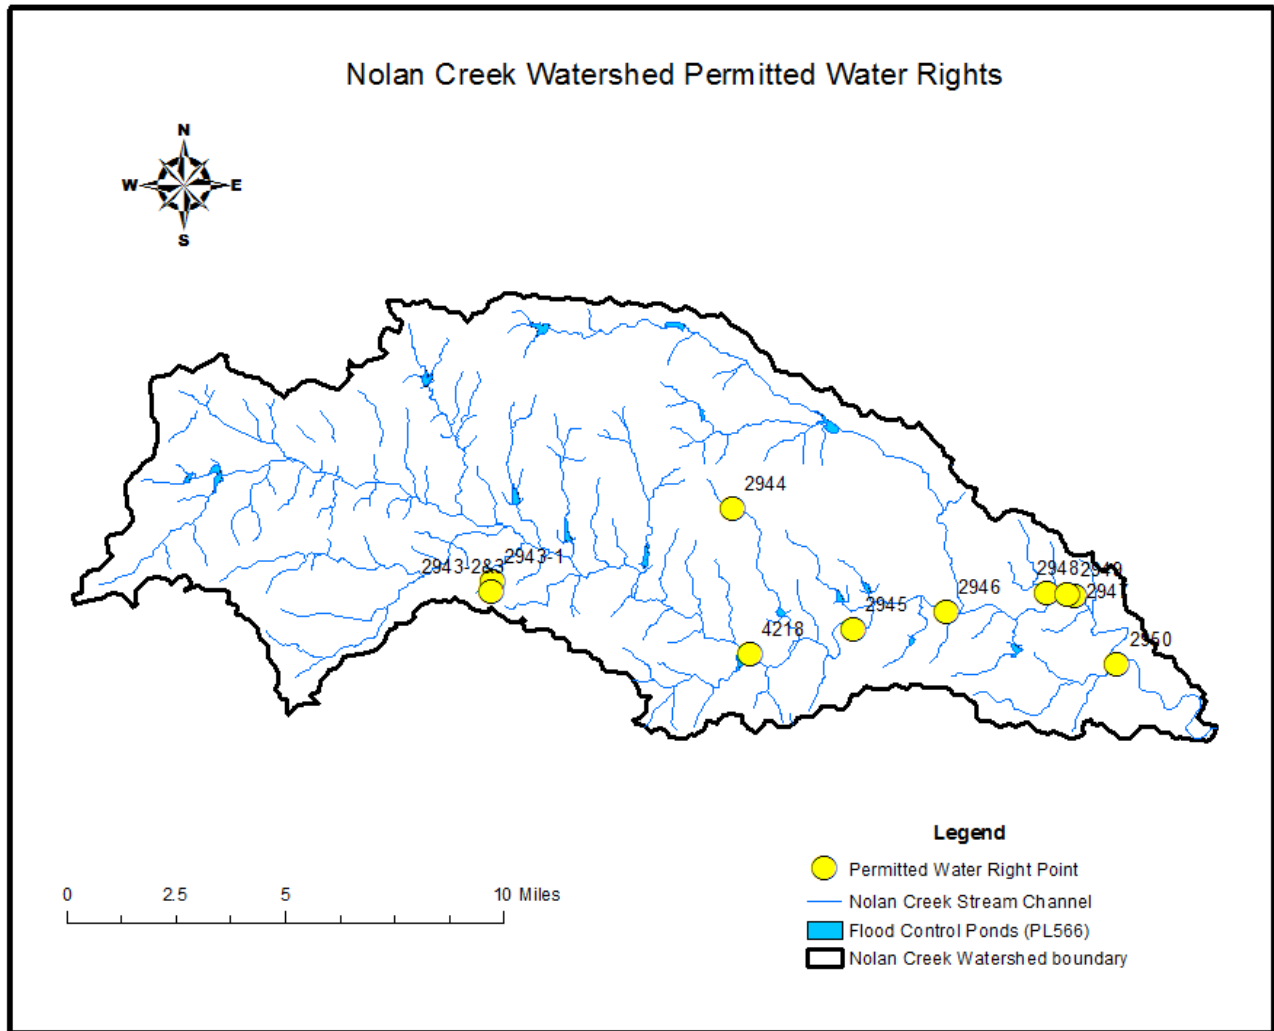 Nolan Creek Watershed Permitted Water Rights
N
W E
S
2944
2943-2&3
2943-1
2948
2949
2947
2946
2945
4218
2950
Legend
Permitted Water Right Point
Nolan Creek Stream Channel
Flood Control Ponds (PL566)
Nolan Creek Watershed boundary
0 2.5 5 10 Miles